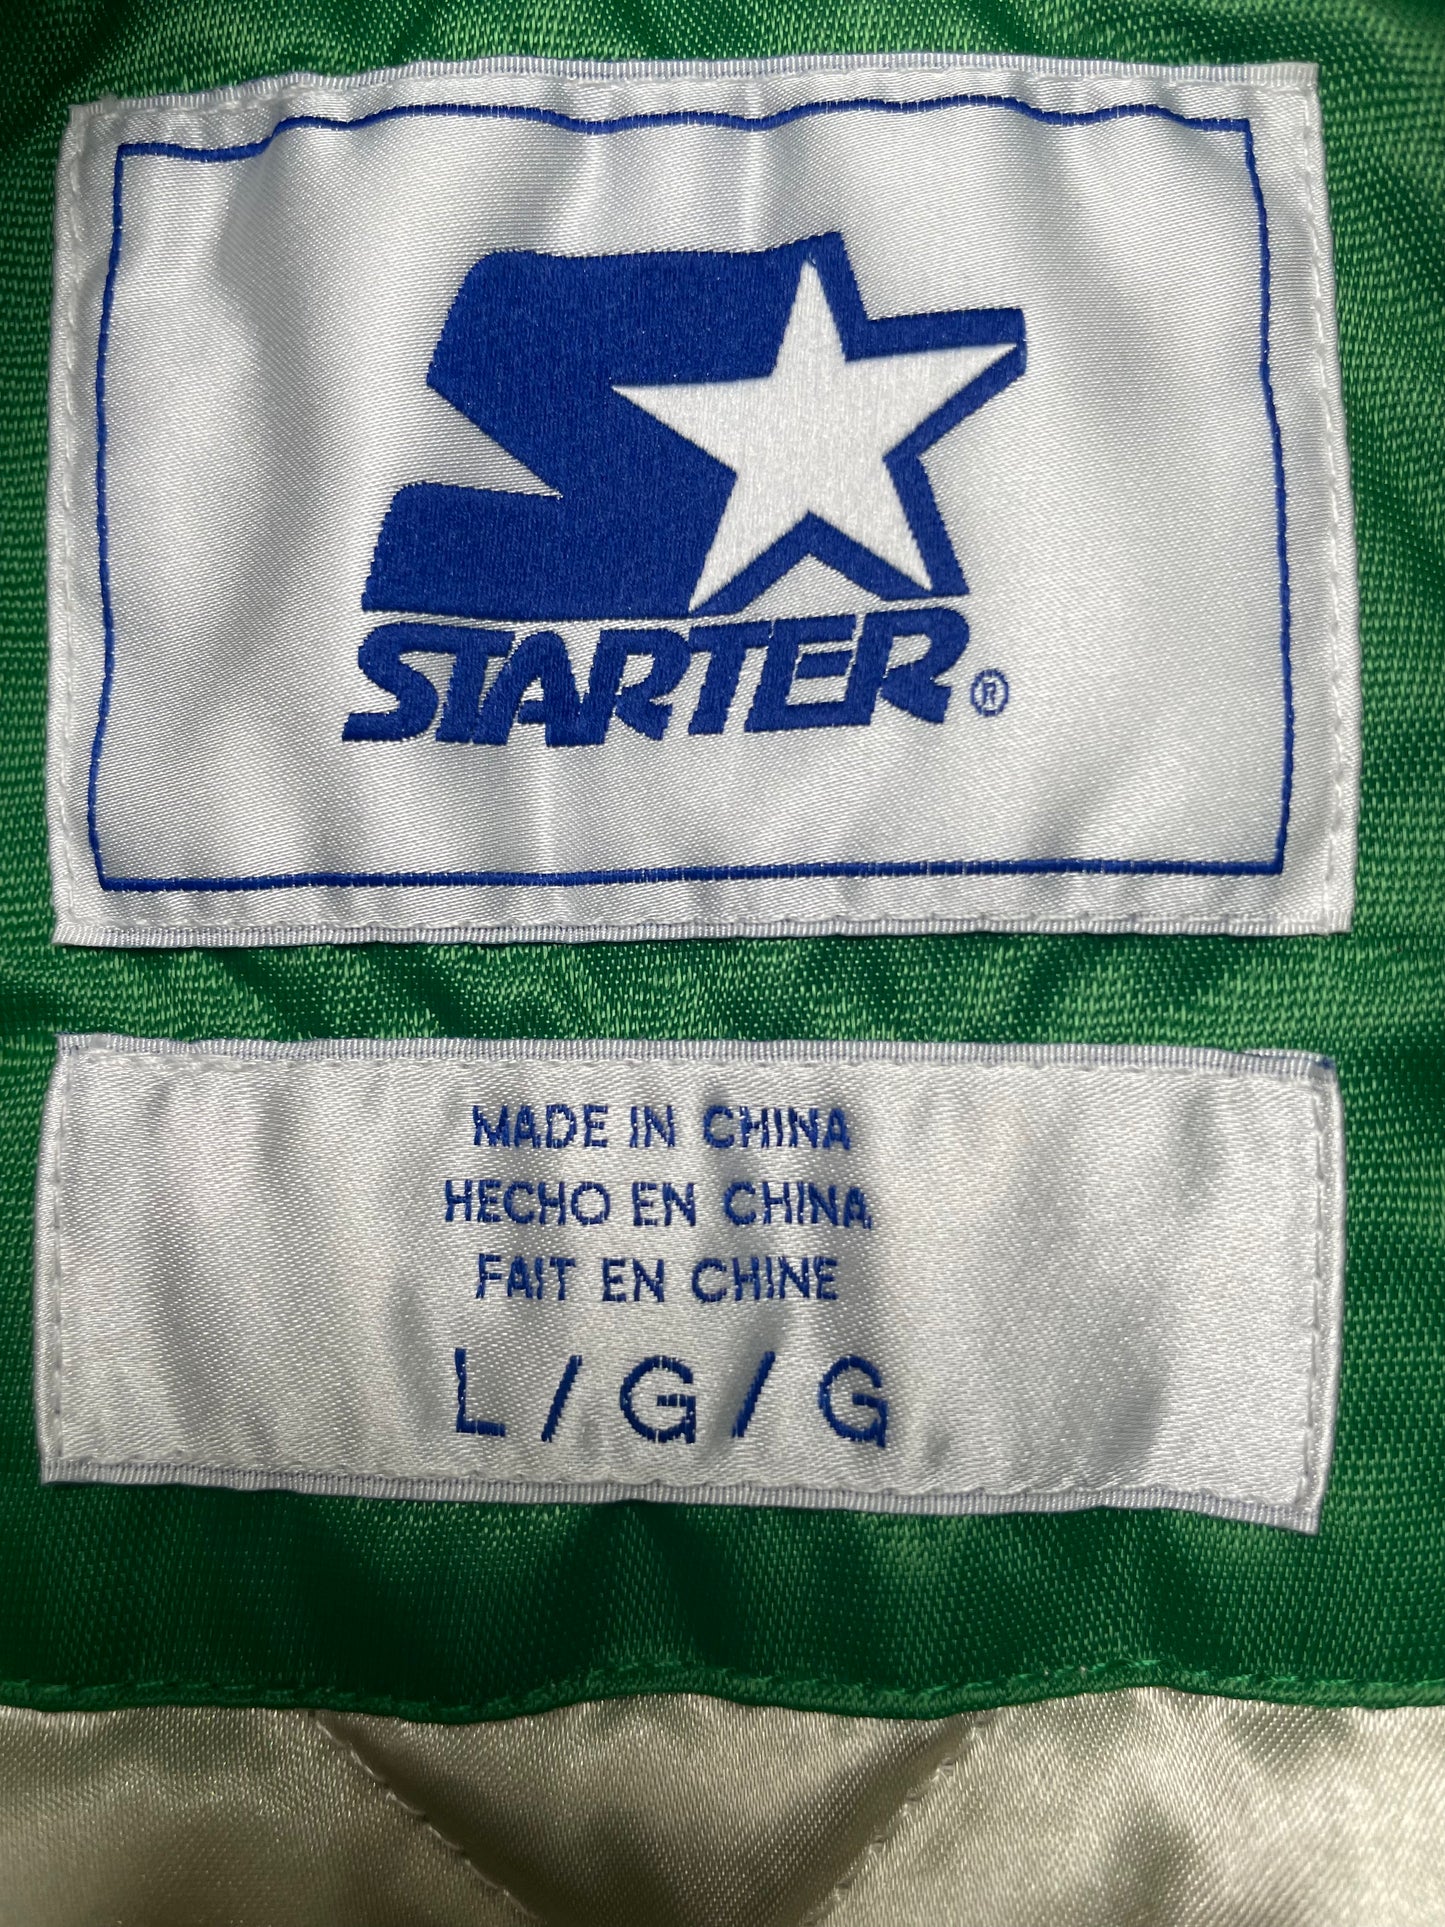 STARTER®
MADE IN CHINA
HECHO EN CHINA
FAIT EN CHINE
L/G/G